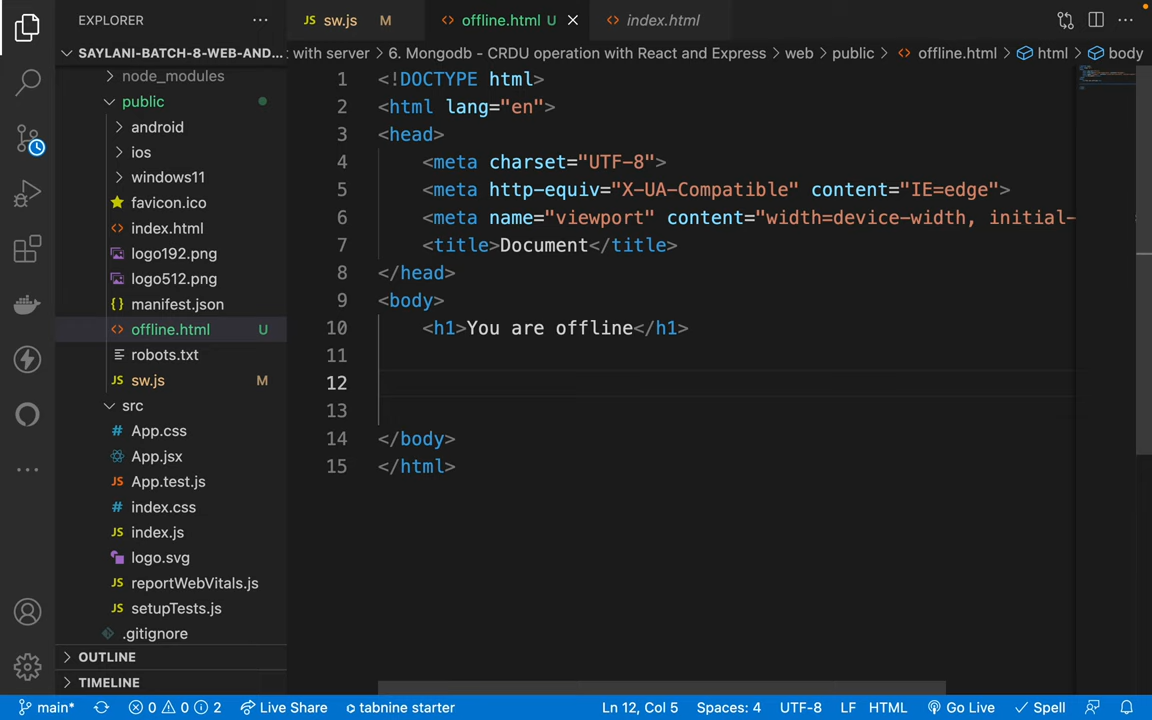 EXPLORER
sw.js M
offline.html U
index.html
SAYLANI-BATCH-8-WEB-AND...
t with server > 6. Mongodb - CRDU operation with React and Express > web > public > offline.html > html > body
node_modules
public
android
ios
windows11
favicon.ico
index.html
logo192.png
logo512.png
{} manifest.json
offline.html U
robots.txt
JS sw.js M
src
# App.css
App.jsx
JS App.test.js
# index.css
JS index.js
logo.svg
JS reportWebVitals.js
JS setupTests.js
.gitignore
OUTLINE
TIMELINE
1 <!DOCTYPE html>
2 <html lang="en">
3 <head>
4 <meta charset="UTF-8">
5 <meta http-equiv="X-UA-Compatible" content="IE=edge">
6 <meta name="viewport" content="width=device-width, initial-
7 <title>Document</title>
8 </head>
9 <body>
10 <h1>You are offline</h1>
11
12
13
14 </body>
15 </html>
main* 0 0 2 Live Share tabnine starter Ln 12, Col 5 Spaces: 4 UTF-8 LF HTML Go Live Spell